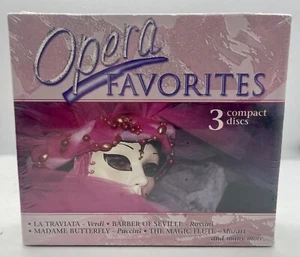 Opera
FAVORITES
3 compact
discs
• LA TRAVIATA - Verdi • BARBER OF SEVILLE - Rossini
• MADAME BUTTERFLY - Puccini • THE MAGIC FLUTE - Mozart
and many more